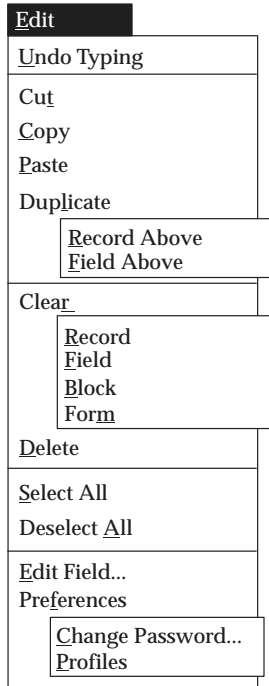 Edit
Undo Typing
Cut
Copy
Paste
Duplicate
Record Above
Field Above
Clear
Record
Field
Block
Form
Delete
Select All
Deselect All
Edit Field...
Preferences
Change Password...
Profiles